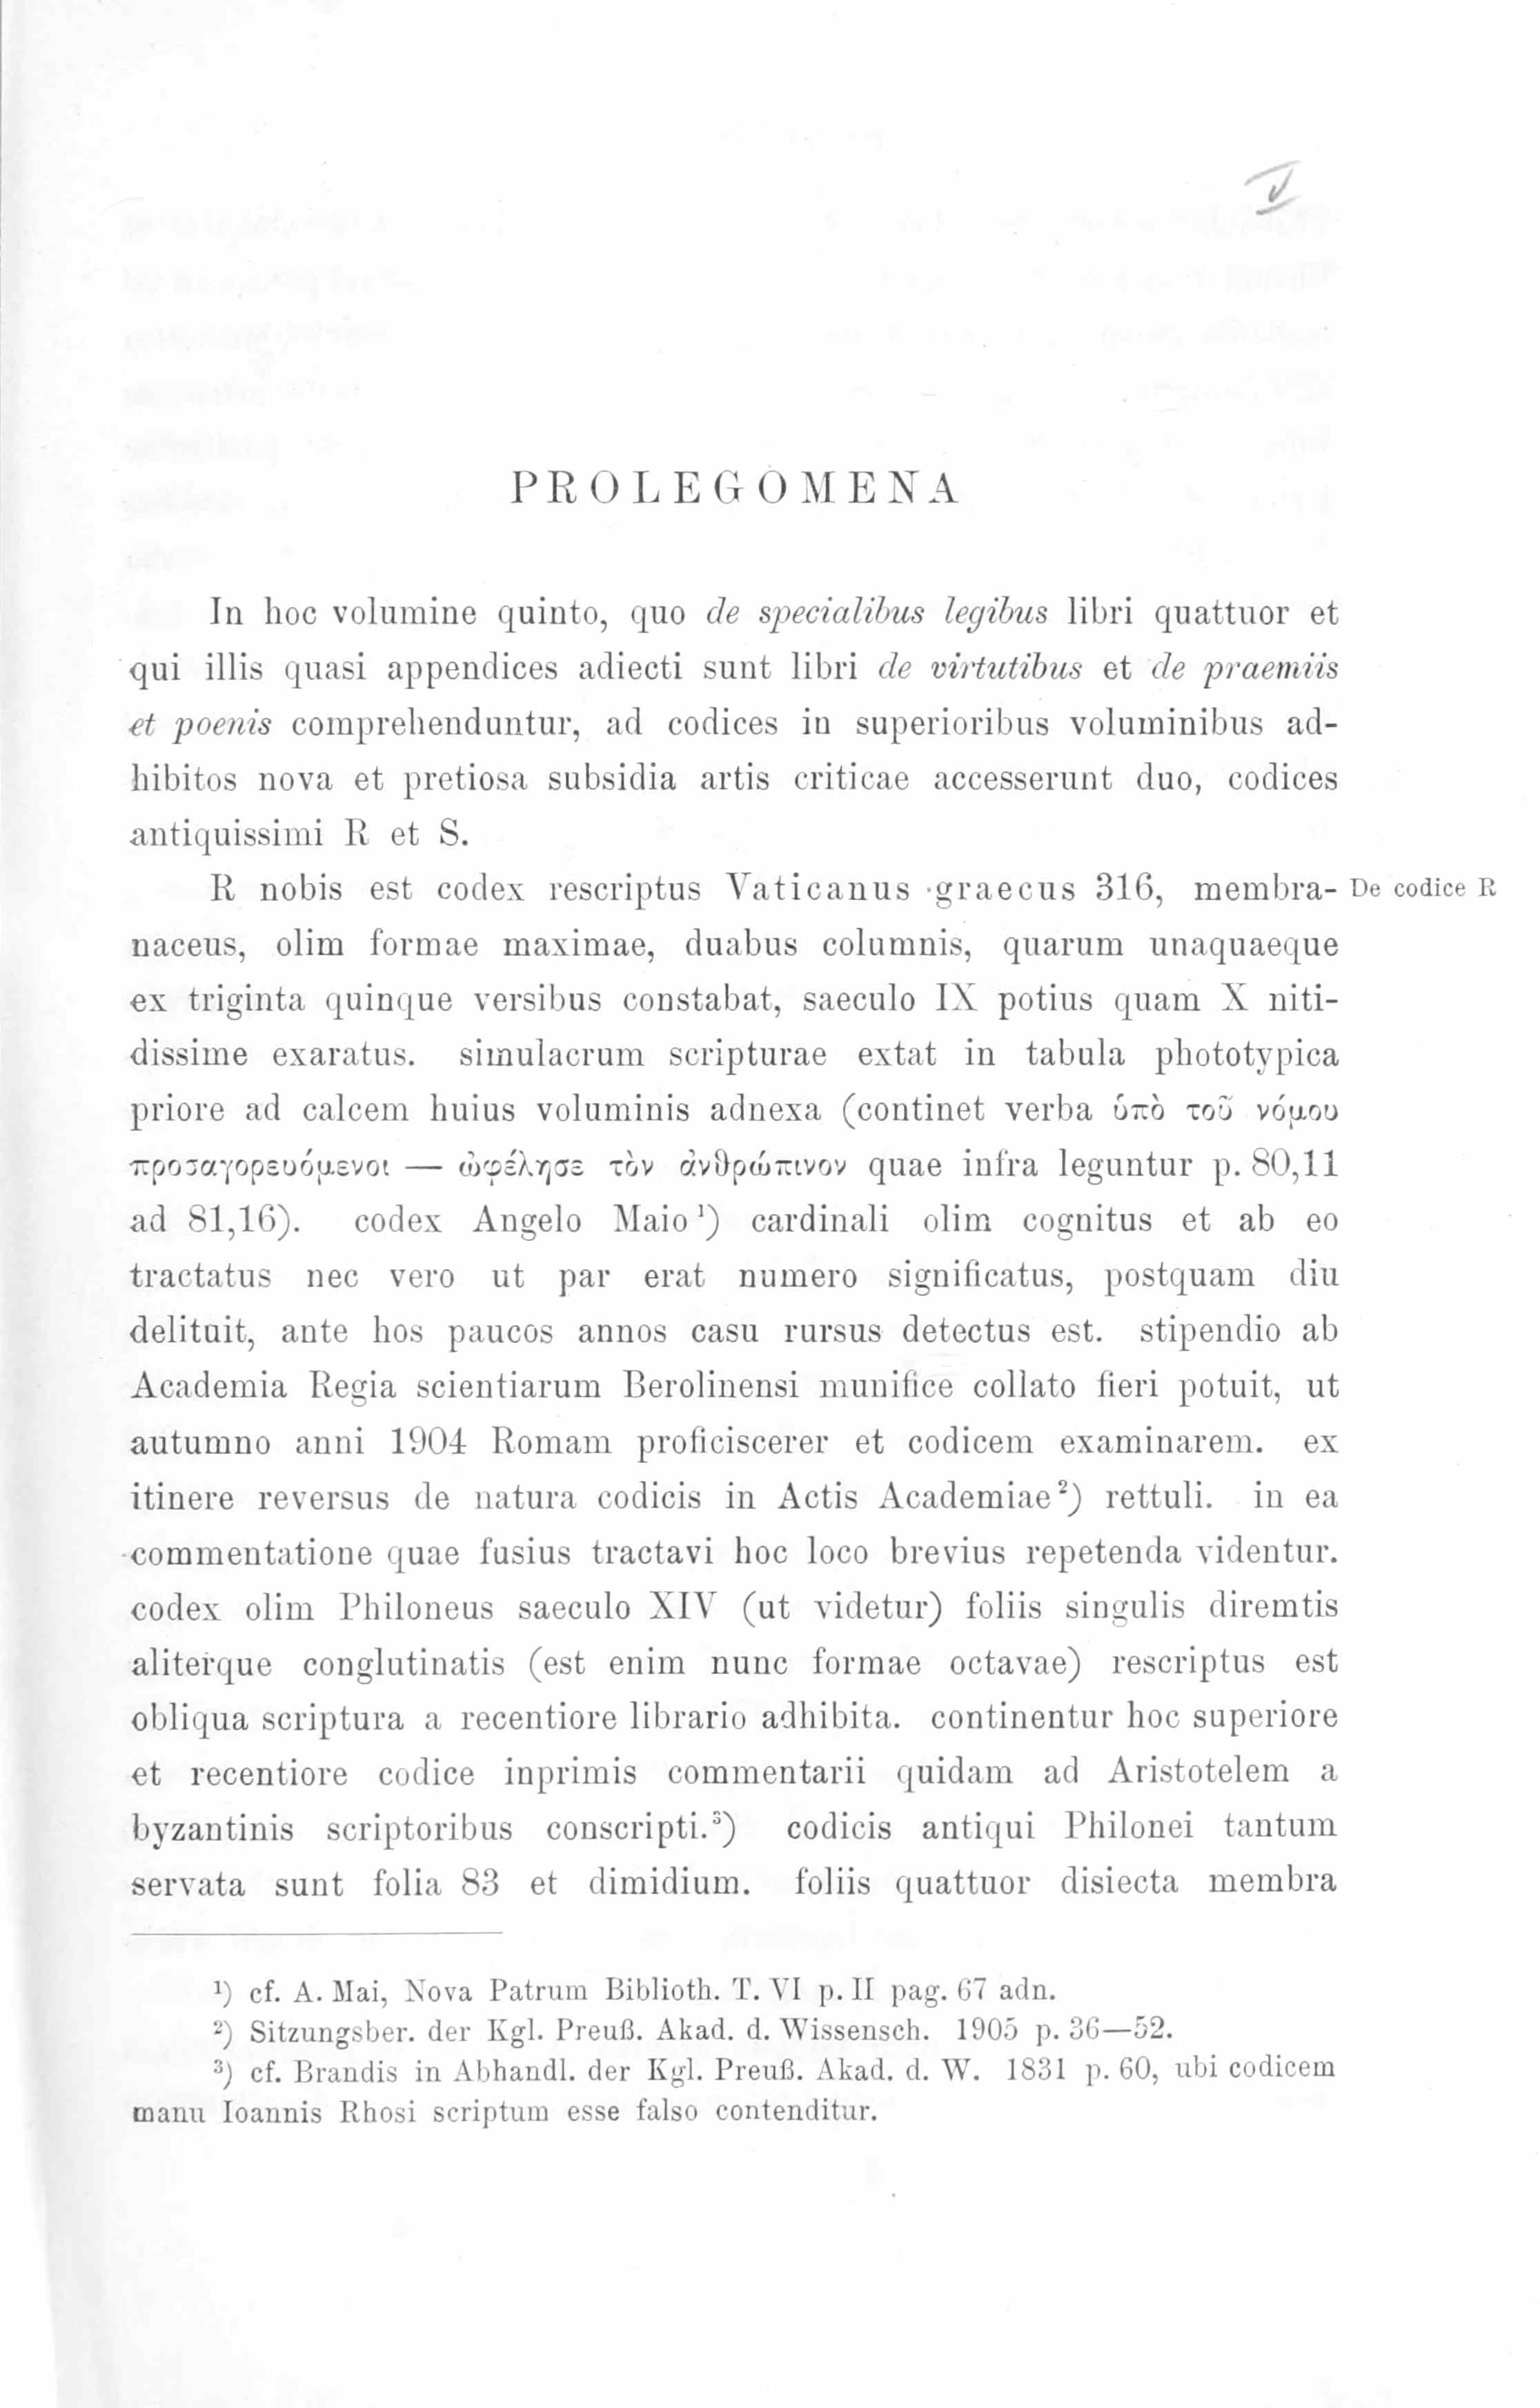 V
PROLEGOMENA
In hoc volumine quinto, quo de specialibus legibus libri quattuor et
qui illis quasi appendices adiecti sunt libri de virtutibus et de praemiis
et poenis comprehenduntur, ad codices in superioribus voluminibus ad-
hibitos nova et pretiosa subsidia artis criticae accesserunt duo, codices
antiquissimi R et S.
R nobis est codex rescriptus Vaticanus graecus 316, membra- De codice R
naceus, olim formae maximae, duabus columnis, quarum unaquaeque
ex triginta quinque versibus constabat, saeculo IX potius quam X niti-
dissime exaratus. simulacrum scripturae extat in tabula phototypica
priore ad calcem huius voluminis adnexa (continet verba ὑπὸ τοῦ νόμου
προσαγορευόμενοι — ὠφέλησε τὸν ἀνθρώπινον quae infra leguntur p. 80,11
ad 81,16). codex Angelo Maio¹) cardinali olim cognitus et ab eo
tractatus nec vero ut par erat numero significatus, postquam diu
delituit, ante hos paucos annos casu rursus detectus est. stipendio ab
Academia Regia scientiarum Berolinensi munifice collato fieri potuit, ut
autumno anni 1904 Romam proficiscerer et codicem examinarem. ex
itinere reversus de natura codicis in Actis Academiae²) rettuli. in ea
commentatione quae fusius tractavi hoc loco brevius repetenda videntur.
codex olim Philoneus saeculo XIV (ut videtur) foliis singulis diremtis
aliterque conglutinatis (est enim nunc formae octavae) rescriptus est
obliqua scriptura a recentiore librario adhibita. continentur hoc superiore
et recentiore codice inprimis commentarii quidam ad Aristotelem a
byzantinis scriptoribus conscripti.³) codicis antiqui Philonei tantum
servata sunt folia 83 et dimidium. foliis quattuor disiecta membra
¹) cf. A. Mai, Nova Patrum Biblioth. T. VI p. II pag. 67 adn.
²) Sitzungsber. der Kgl. Preuß. Akad. d. Wissensch. 1905 p. 36—52.
³) cf. Brandis in Abhandl. der Kgl. Preuß. Akad. d. W. 1831 p. 60, ubi codicem
manu Ioannis Rhosi scriptum esse falso contenditur.